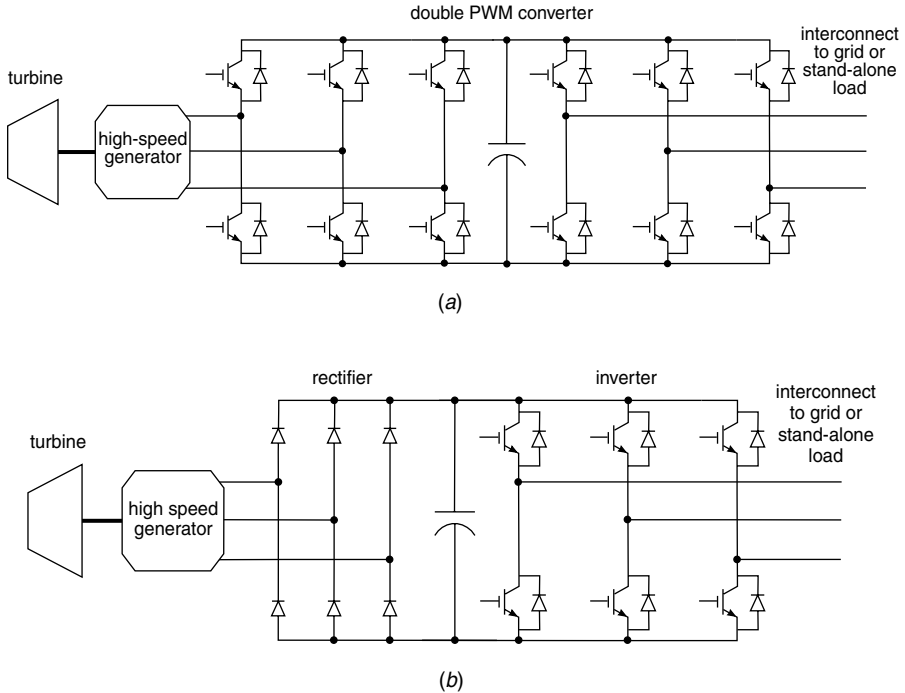 double PWM converter
interconnect
to grid or
stand-alone
load
turbine
high-speed
generator
(a)
rectifier
inverter
interconnect
to grid or
stand-alone
load
turbine
high speed
generator
(b)